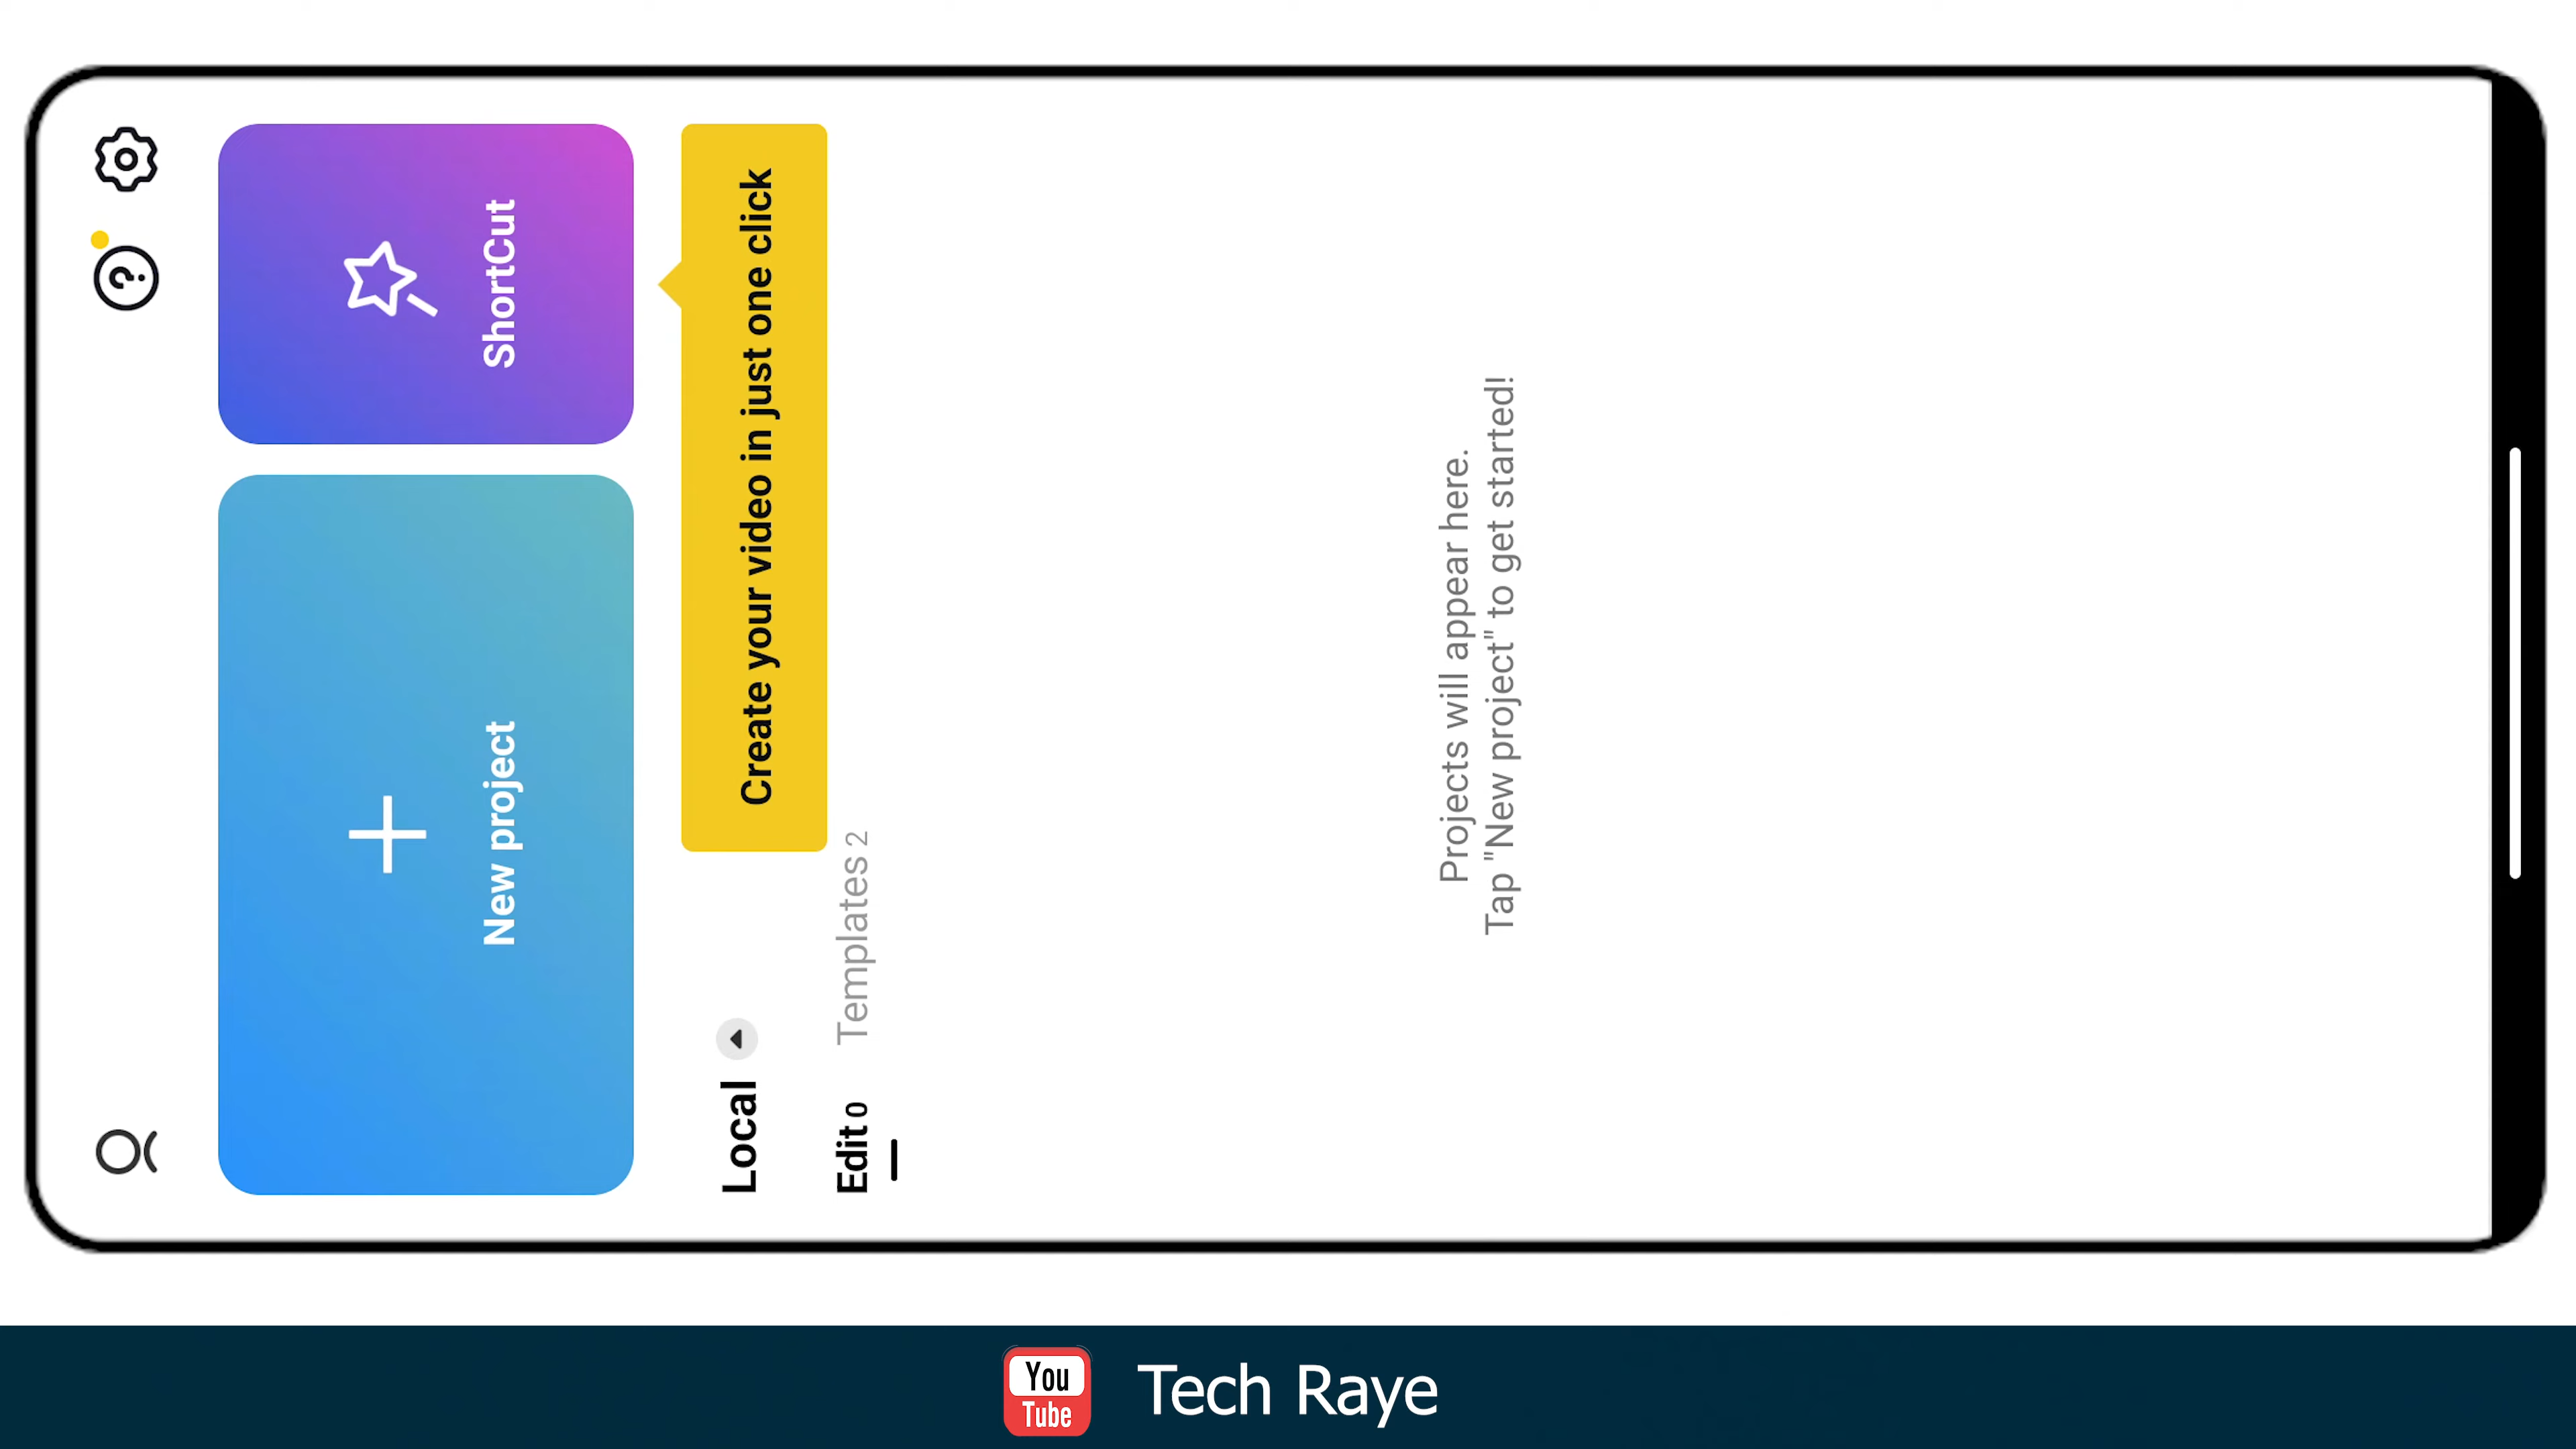 New project
ShortCut
Create your video in just one click
Local
Edit 0
Templates 2
Projects will appear here.
Tap "New project" to get started!
You
Tube
Tech Raye